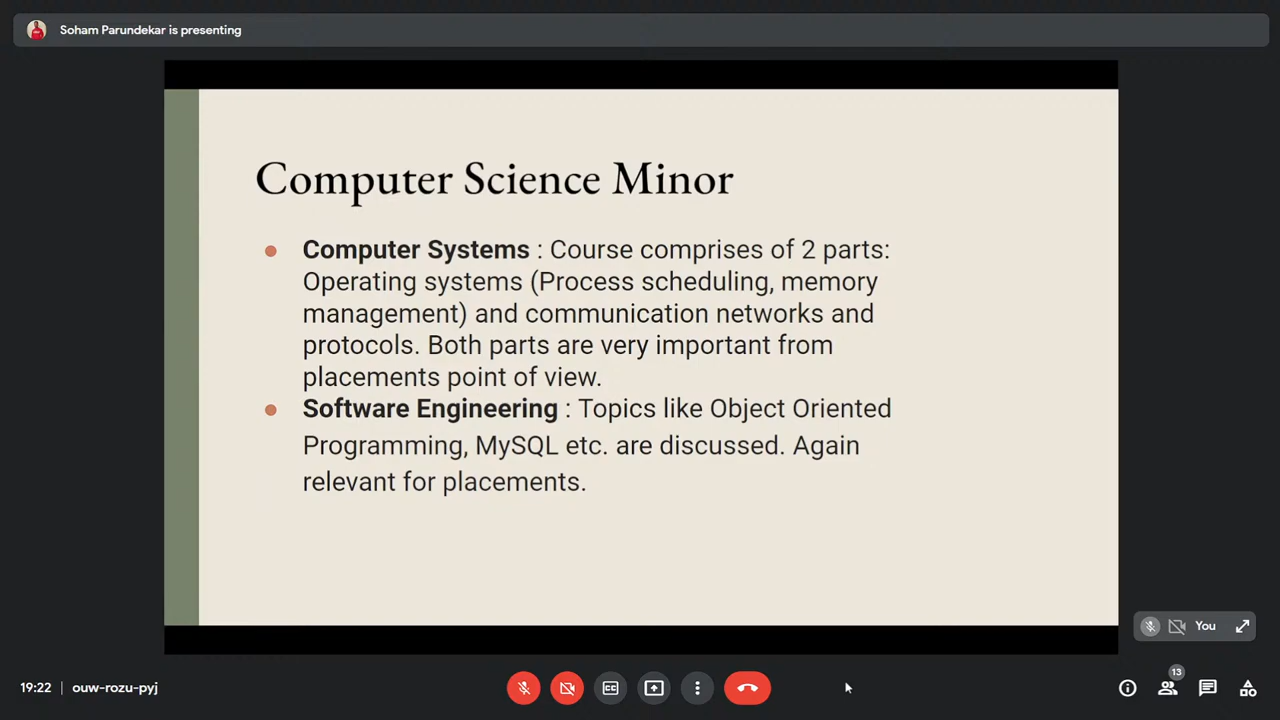 Soham Parundekar is presenting
Computer Science Minor
Computer Systems : Course comprises of 2 parts:
Operating systems (Process scheduling, memory
management) and communication networks and
protocols. Both parts are very important from
placements point of view.
Software Engineering : Topics like Object Oriented
Programming, MySQL etc. are discussed. Again
relevant for placements.
You
13
19:22 | ouw-rozu-pyj
CC